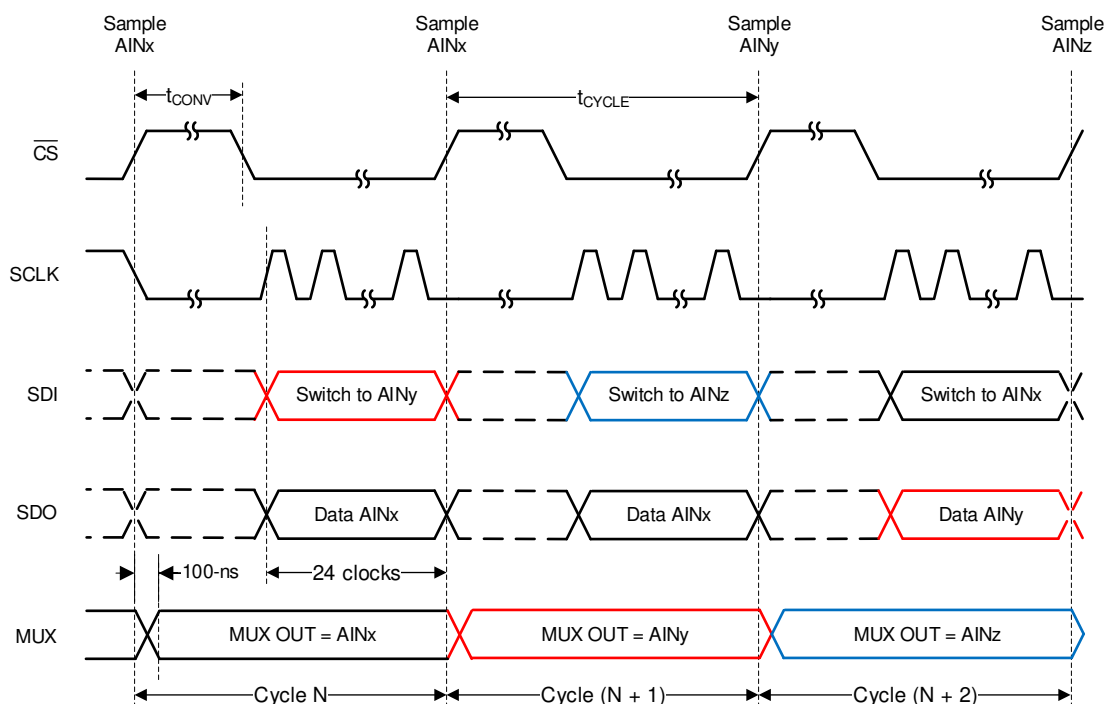 Sample
AINx
Sample
AINx
Sample
AINy
Sample
AINz
tCONV
tCYCLE
CS
SCLK
SDI
Switch to AINy
Switch to AINz
Switch to AINx
SDO
Data AINx
Data AINx
Data AINy
100-ns
24 clocks
MUX
MUX OUT = AINx
MUX OUT = AINy
MUX OUT = AINz
Cycle N
Cycle (N + 1)
Cycle (N + 2)